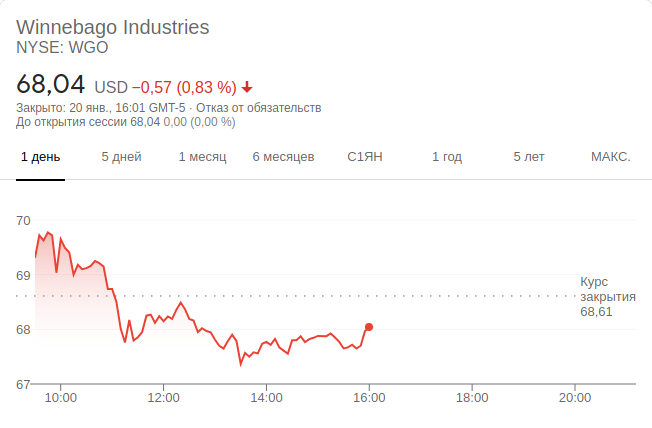 Winnebago Industries
NYSE: WGO
68,04 USD −0,57 (0,83 %)
Закрыто: 20 янв., 16:01 GMT-5 · Отказ от обязательств
До открытия сессии 68,04 0,00 (0,00 %)
1 день 5 дней 1 месяц 6 месяцев С1ЯН 1 год 5 лет МАКС.
70
69
Курс
закрытия
68,61
68
67
10:00 12:00 14:00 16:00 18:00 20:00